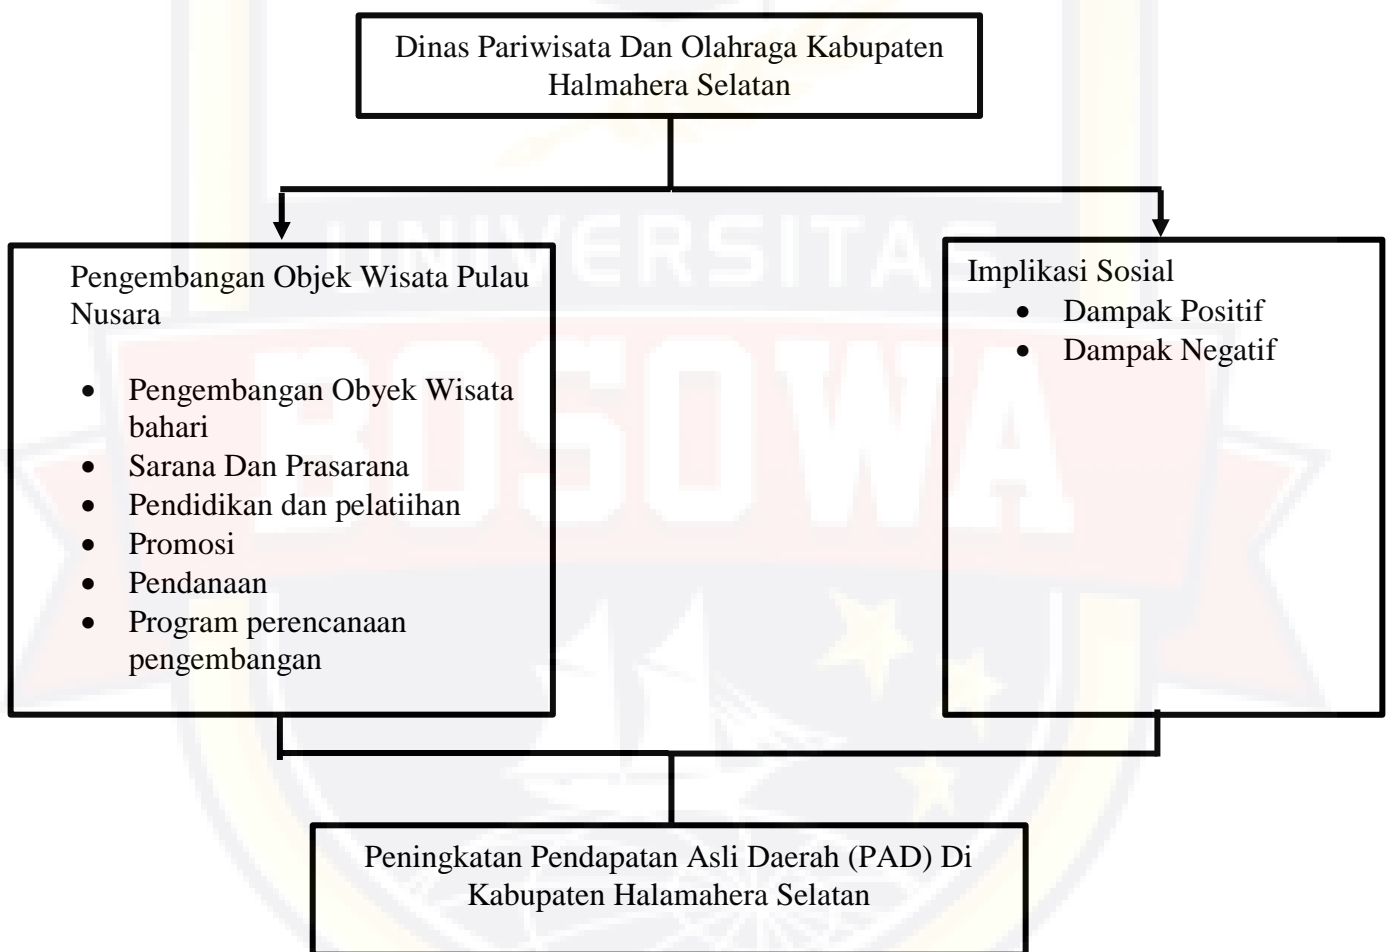 Dinas Pariwisata Dan Olahraga Kabupaten
Halmahera Selatan
Pengembangan Objek Wisata Pulau
Nusara
• Pengembangan Obyek Wisata
bahari
• Sarana Dan Prasarana
• Pendidikan dan pelatiihan
• Promosi
• Pendanaan
• Program perencanaan
pengembangan
Implikasi Sosial
• Dampak Positif
• Dampak Negatif
UNIVERSITAS
BOSOWA
Peningkatan Pendapatan Asli Daerah (PAD) Di
Kabupaten Halamahera Selatan